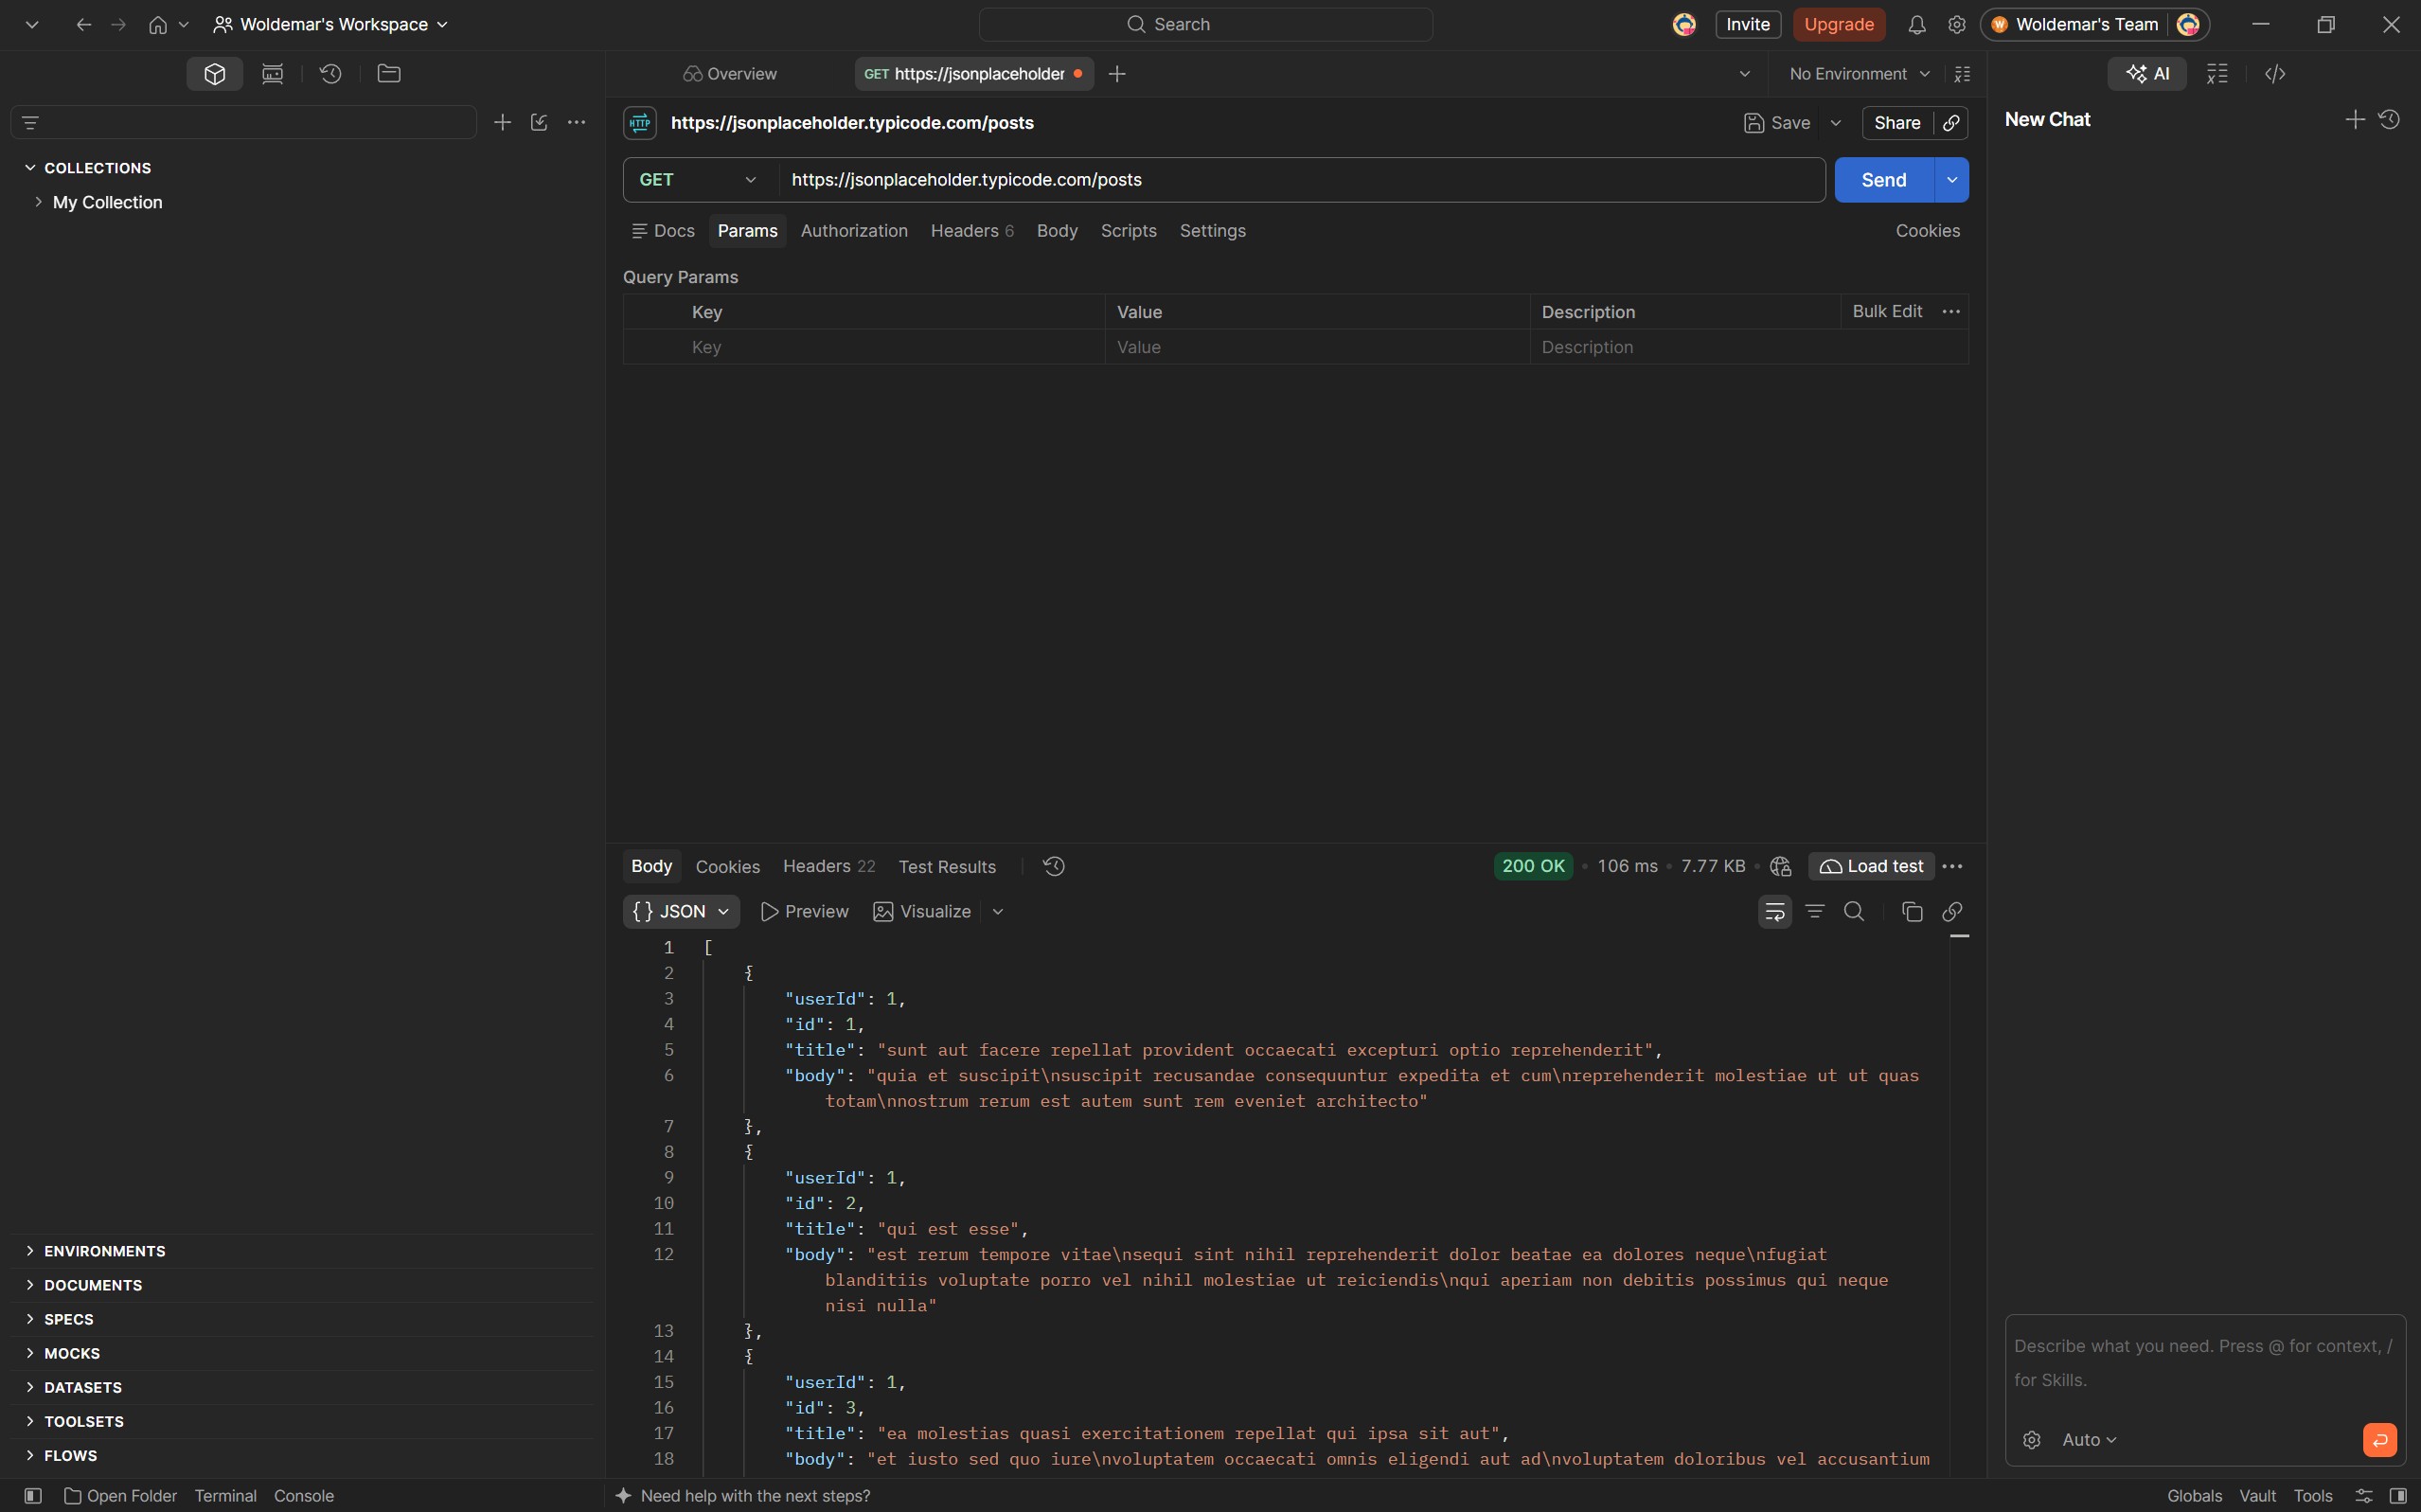 Woldemar's Workspace
Search
Invite
Upgrade
W
Woldemar's Team
Overview
GET https://jsonplaceholder
No Environment
AI
HTTP
https://jsonplaceholder.typicode.com/posts
Save
Share
New Chat
COLLECTIONS
My Collection
GET
https://jsonplaceholder.typicode.com/posts
Send
Docs
Params
Authorization
Headers 6
Body
Scripts
Settings
Cookies
Query Params
Key
Value
Description
Bulk Edit
Key
Value
Description
Body
Cookies
Headers 22
Test Results
200 OK
106 ms
7.77 KB
Load test
{} JSON
Preview
Visualize
1 [
2 {
3 "userId": 1,
4 "id": 1,
5 "title": "sunt aut facere repellat provident occaecati excepturi optio reprehenderit",
6 "body": "quia et suscipit\nsuscipit recusandae consequuntur expedita et cum\nreprehenderit molestiae ut ut quas
totam\nnostrum rerum est autem sunt rem eveniet architecto"
7 },
8 {
9 "userId": 1,
10 "id": 2,
11 "title": "qui est esse",
12 "body": "est rerum tempore vitae\nsequi sint nihil reprehenderit dolor beatae ea dolores neque\nfugiat
blanditiis voluptate porro vel nihil molestiae ut reiciendis\nqui aperiam non debitis possimus qui neque
nisi nulla"
13 },
14 {
15 "userId": 1,
16 "id": 3,
17 "title": "ea molestias quasi exercitationem repellat qui ipsa sit aut",
18 "body": "et iusto sed quo iure\nvoluptatem occaecati omnis eligendi aut ad\nvoluptatem doloribus vel accusantium
ENVIRONMENTS
DOCUMENTS
SPECS
MOCKS
DATASETS
TOOLSETS
FLOWS
Describe what you need. Press @ for context, /
for Skills.
Auto
Open Folder
Terminal
Console
Need help with the next steps?
Globals
Vault
Tools